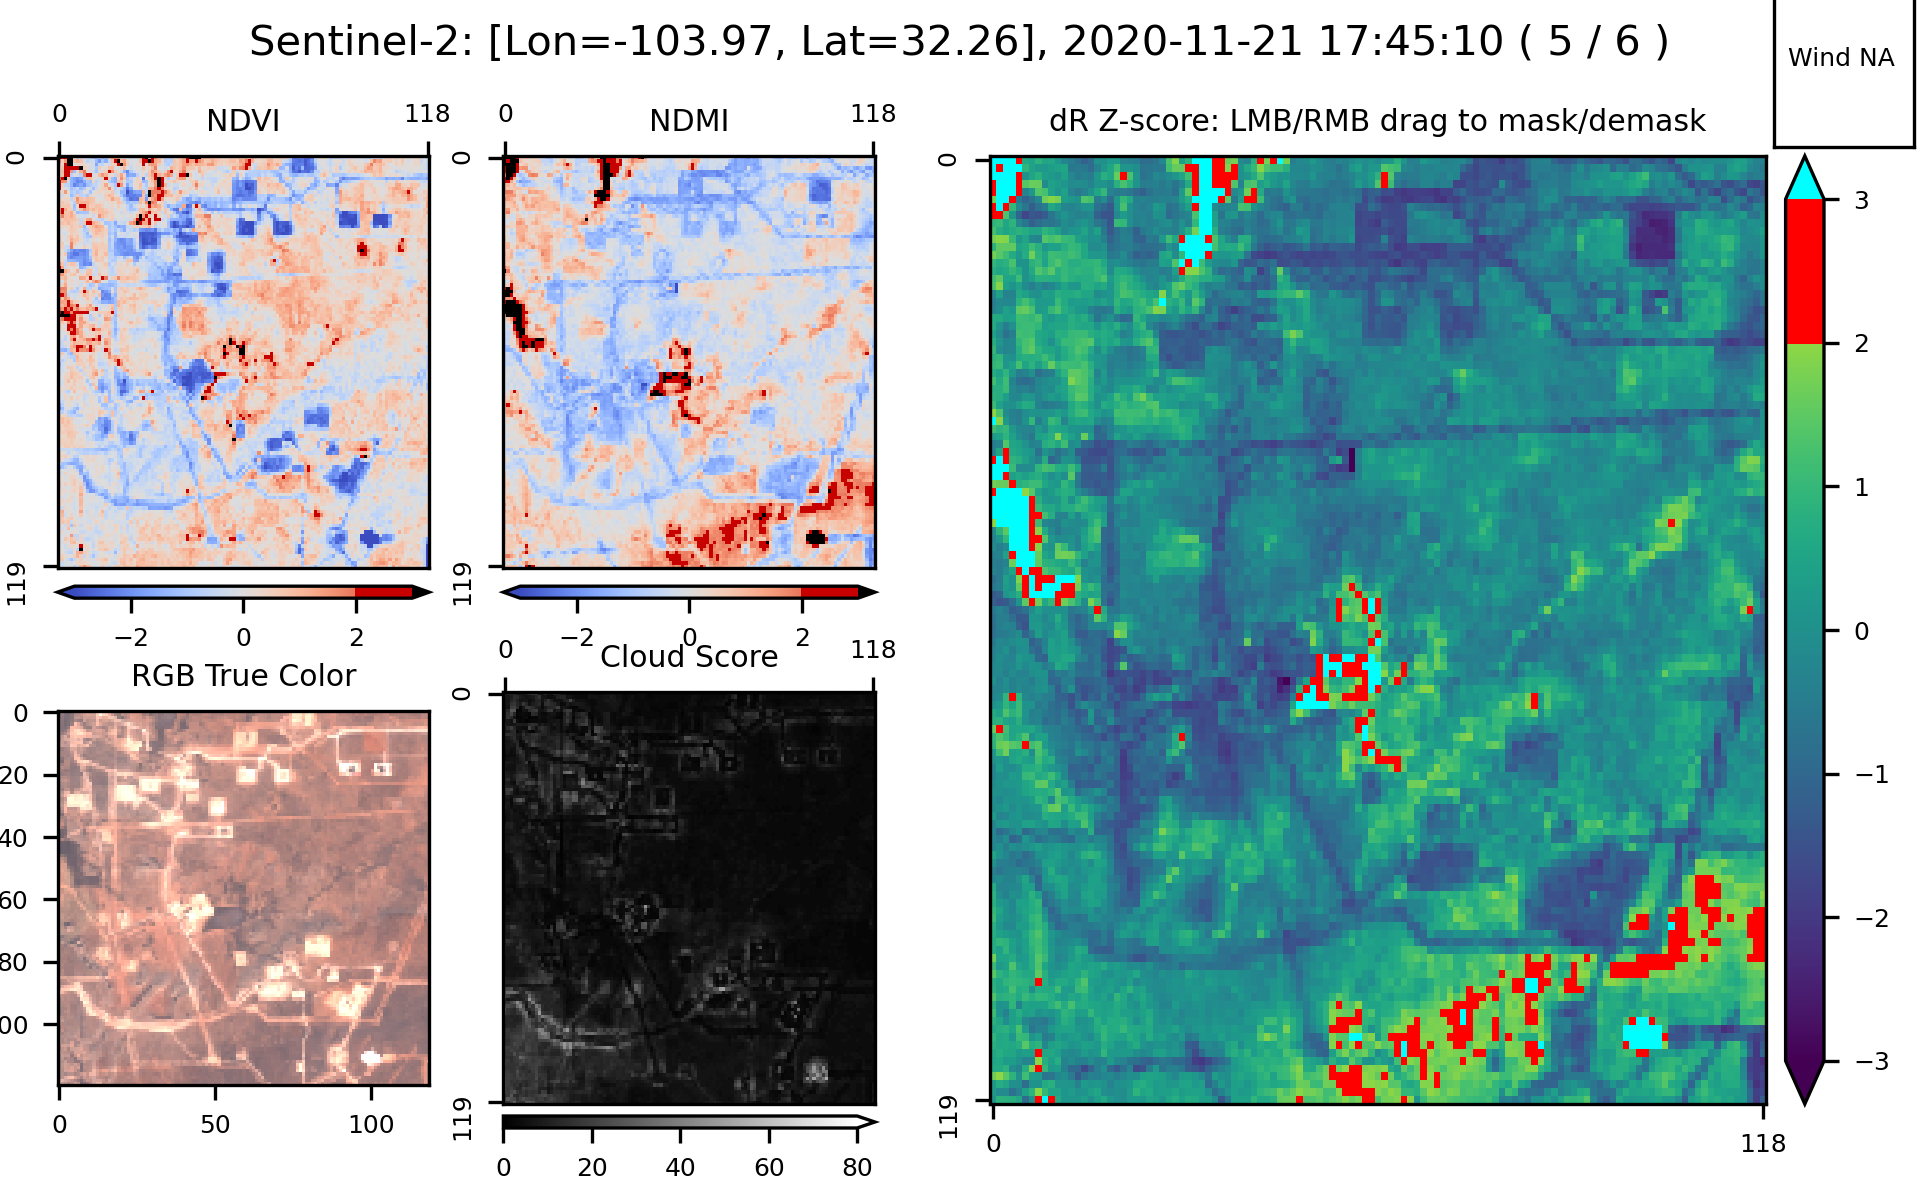 Sentinel-2: [Lon=-103.97, Lat=32.26], 2020-11-21 17:45:10 ( 5 / 6 )
Wind NA
0 118
NDVI
0
119
−2 0 2
0 118
NDMI
0
119
−2 0 2
dR Z-score: LMB/RMB drag to mask/demask
0
119
0 118
3
2
1
0
−1
−2
−3
RGB True Color
0
20
40
60
80
00
0 50 100
0 118
Cloud Score
0
119
0 20 40 60 80